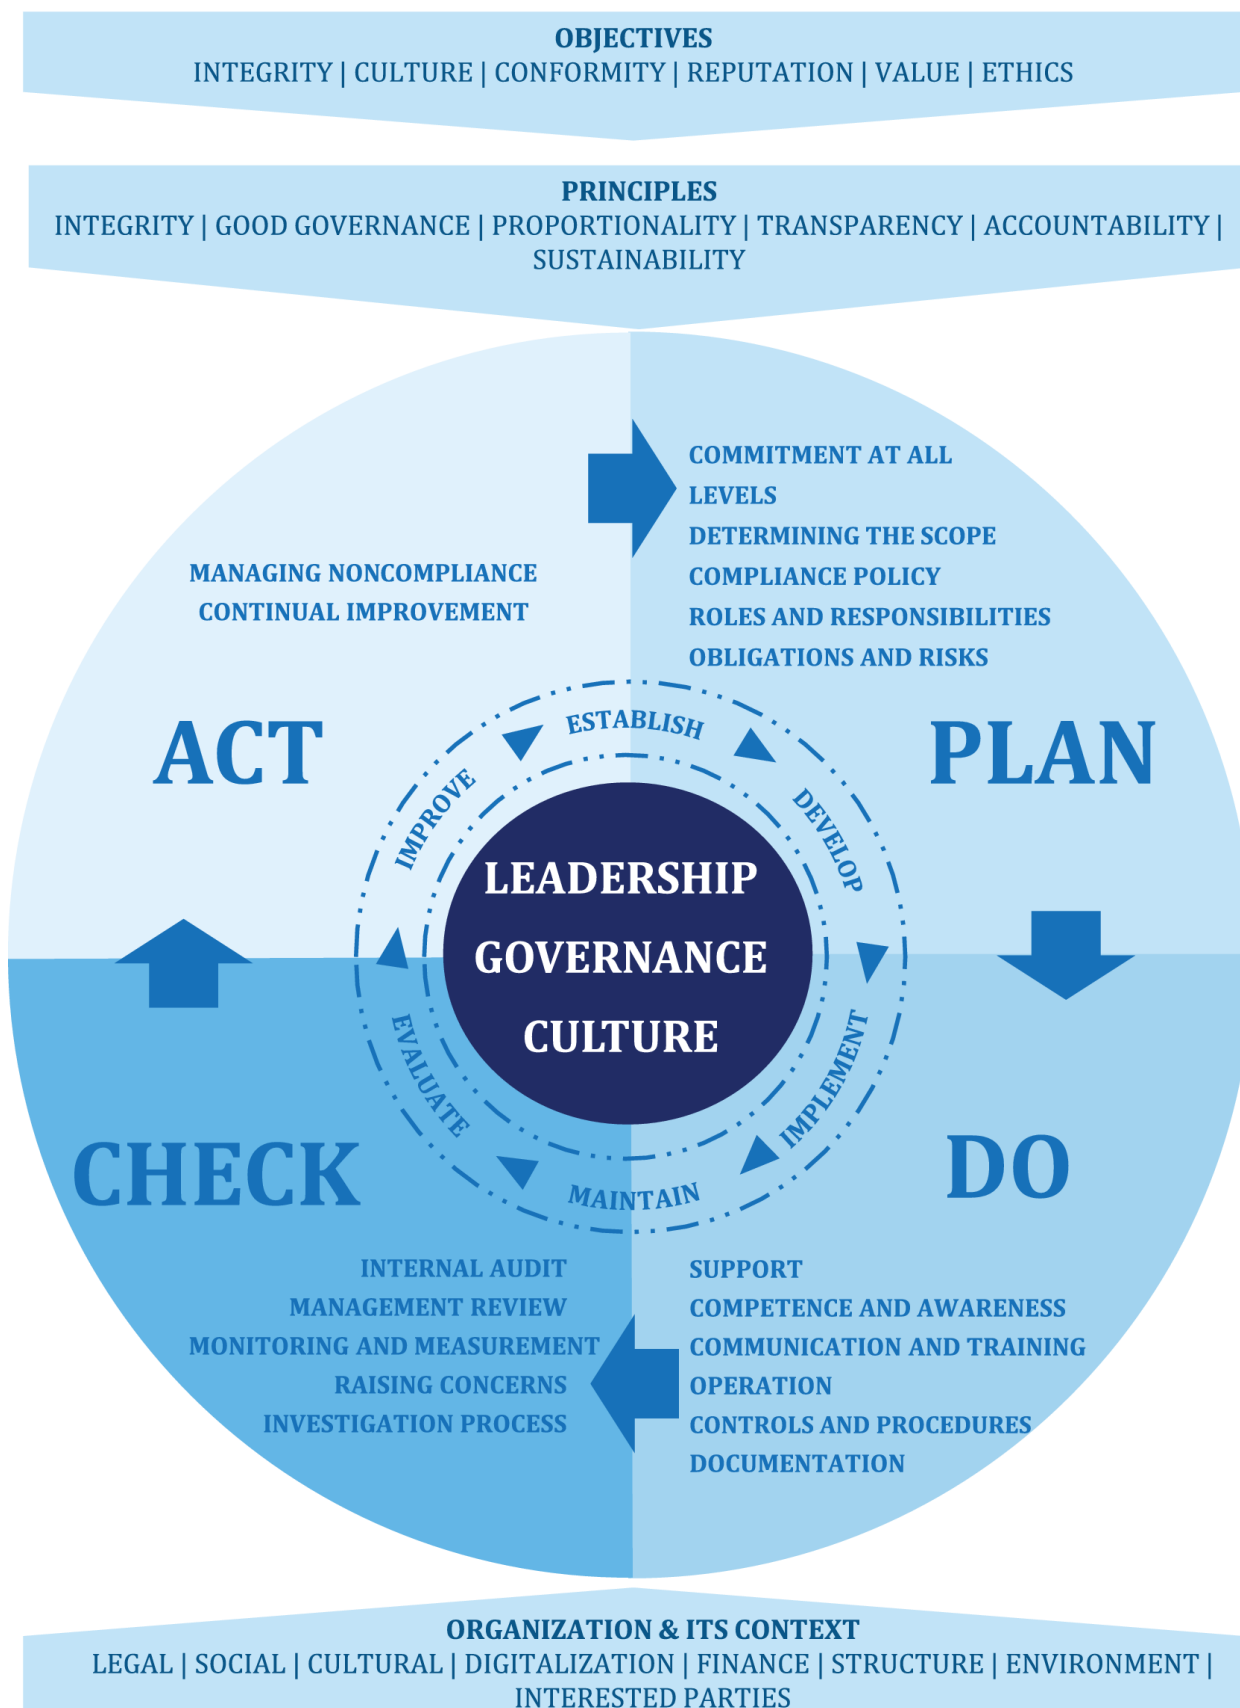 OBJECTIVES
INTEGRITY | CULTURE | CONFORMITY | REPUTATION | VALUE | ETHICS
PRINCIPLES
INTEGRITY | GOOD GOVERNANCE | PROPORTIONALITY | TRANSPARENCY | ACCOUNTABILITY |
SUSTAINABILITY
COMMITMENT AT ALL
LEVELS
DETERMINING THE SCOPE
COMPLIANCE POLICY
ROLES AND RESPONSIBILITIES
OBLIGATIONS AND RISKS
MANAGING NONCOMPLIANCE
CONTINUAL IMPROVEMENT
ACT
PLAN
ESTABLISH
DEVELOP
IMPLEMENT
MAINTAIN
EVALUATE
IMPROVE
LEADERSHIP
GOVERNANCE
CULTURE
CHECK
DO
INTERNAL AUDIT
MANAGEMENT REVIEW
MONITORING AND MEASUREMENT
RAISING CONCERNS
INVESTIGATION PROCESS
SUPPORT
COMPETENCE AND AWARENESS
COMMUNICATION AND TRAINING
OPERATION
CONTROLS AND PROCEDURES
DOCUMENTATION
ORGANIZATION & ITS CONTEXT
LEGAL | SOCIAL | CULTURAL | DIGITALIZATION | FINANCE | STRUCTURE | ENVIRONMENT |
INTERESTED PARTIES